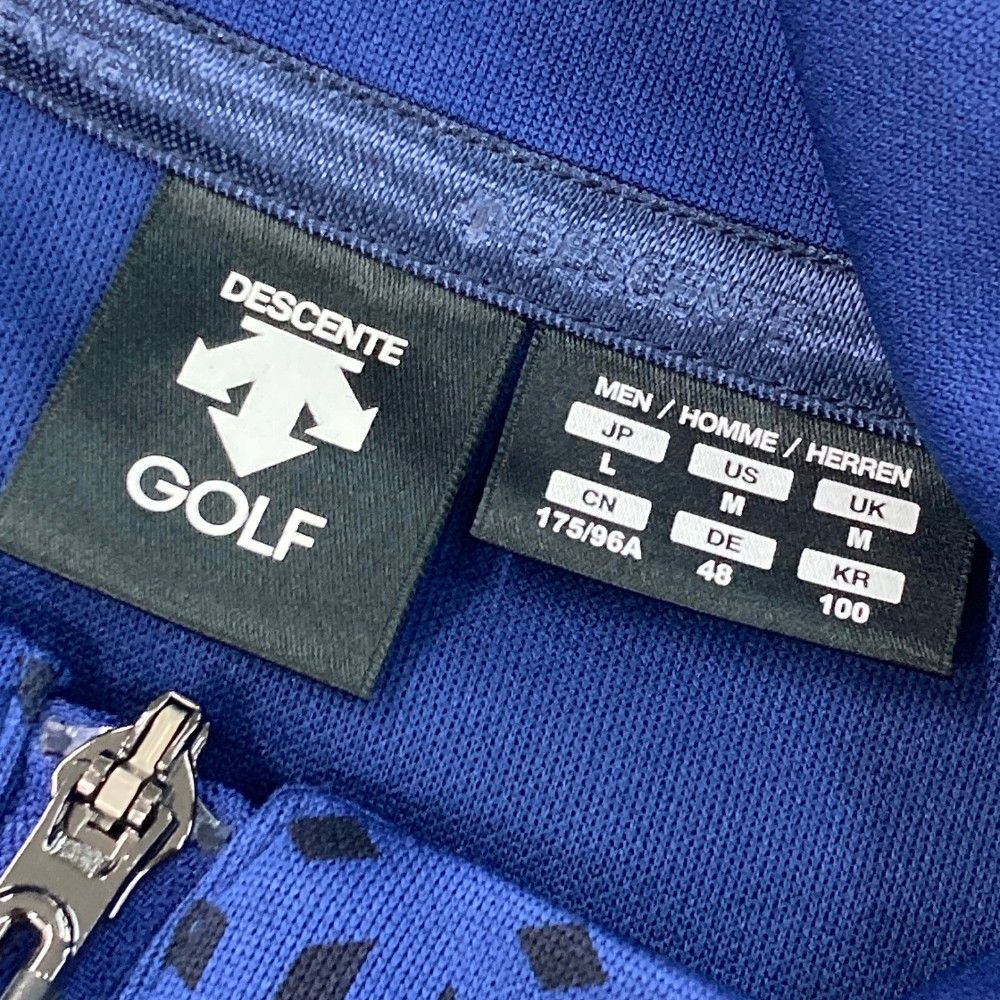 DESCENTE
DESCENTE
GOLF
MEN / HOMME / HERREN
JP US UK
L M M
CN DE KR
175/96A 48 100